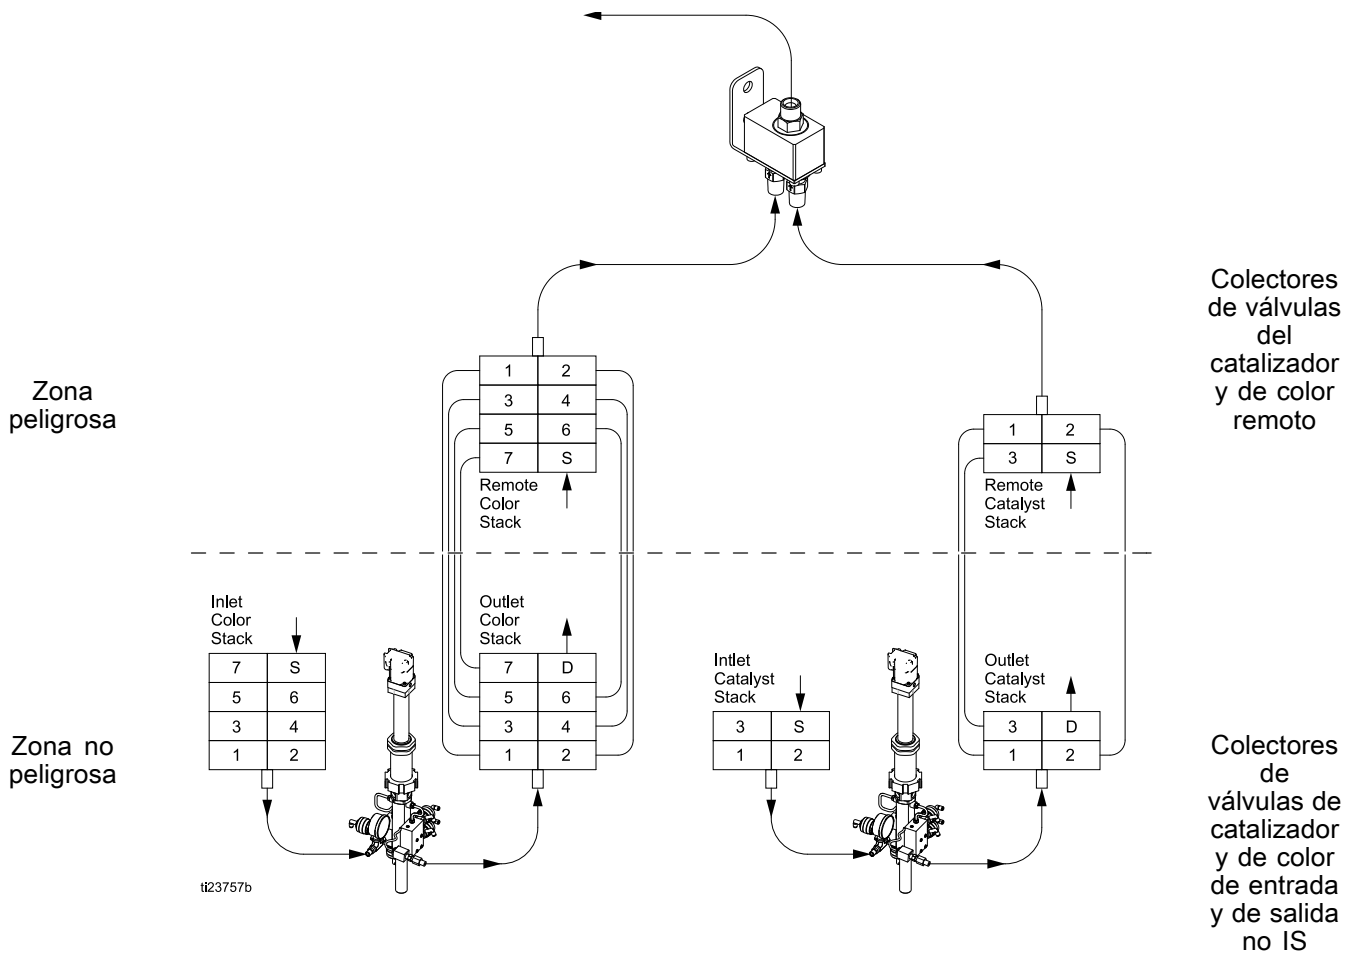 Zona
peligrosa
1 2
3 4
5 6
7 S
Remote
Color
Stack
1 2
3 S
Remote
Catalyst
Stack
Colectores
de válvulas
del
catalizador
y de color
remoto
Zona no
peligrosa
Inlet
Color
Stack
7 S
5 6
3 4
1 2
Outlet
Color
Stack
7 D
5 6
3 4
1 2
Intlet
Catalyst
Stack
3 S
1 2
Outlet
Catalyst
Stack
3 D
1 2
Colectores
de
válvulas de
catalizador
y de color
de entrada
y de salida
no IS
ti23757b